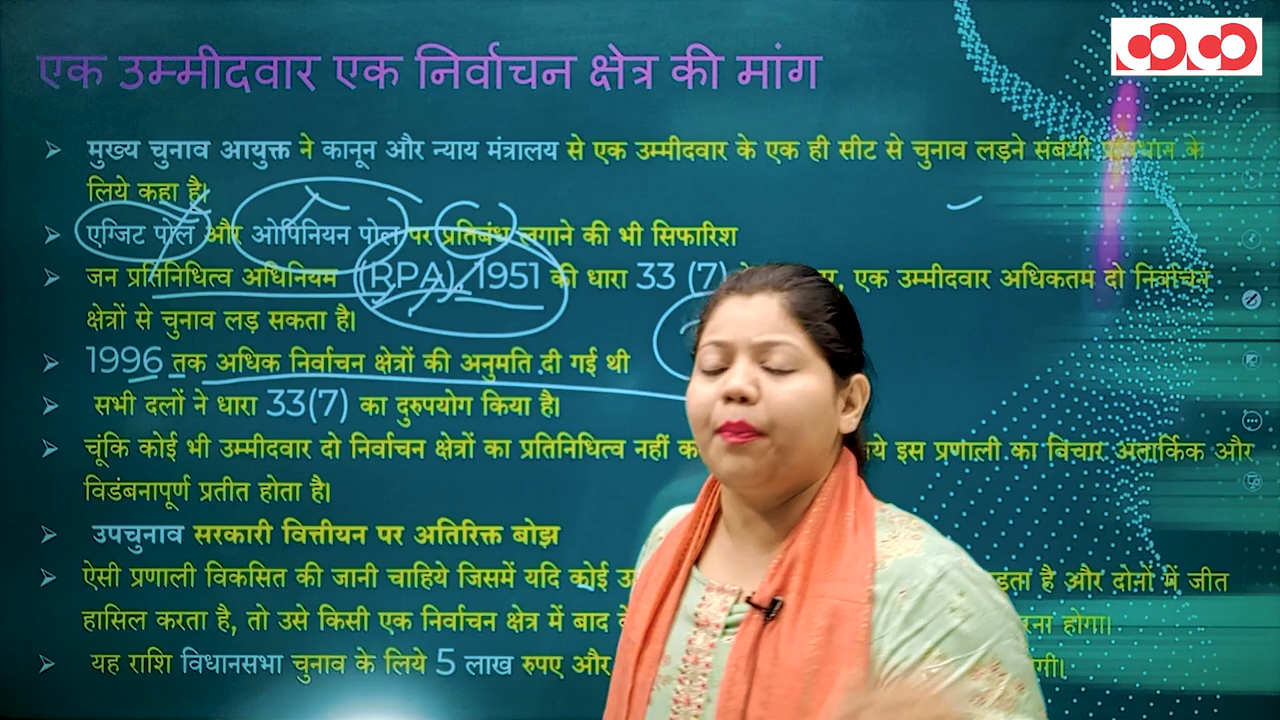 एक उम्मीदवार एक निर्वाचन क्षेत्र की मांग
➢ मुख्य चुनाव आयुक्त ने कानून और न्याय मंत्रालय से एक उम्मीदवार के एक ही सीट से चुनाव लड़ने संबंधी प्रावधान के
लिये कहा है।
➢ एग्जिट पोल और ओपिनियन पोल पर प्रतिबंध लगाने की भी सिफारिश
➢ जन प्रतिनिधित्व अधिनियम (RPA), 1951 की धारा 33 (7) एक उम्मीदवार अधिकतम दो निर्वाचन
क्षेत्रों से चुनाव लड़ सकता है।
➢ 1996 तक अधिक निर्वाचन क्षेत्रों की अनुमति दी गई थी
➢ सभी दलों ने धारा 33(7) का दुरुपयोग किया है।
➢ चूंकि कोई भी उम्मीदवार दो निर्वाचन क्षेत्रों का प्रतिनिधित्व नहीं इस प्रणाली का विचार अतार्किक और
विडंबनापूर्ण प्रतीत होता है।
➢ उपचुनाव सरकारी वित्तीयन पर अतिरिक्त बोझ
➢ ऐसी प्रणाली विकसित की जानी चाहिये जिसमें यदि कोई है और दोनों में जीत
हासिल करता है, तो उसे किसी एक निर्वाचन क्षेत्र में बाद होगा।
➢ यह राशि विधानसभा चुनाव के लिये 5 लाख रुपए और